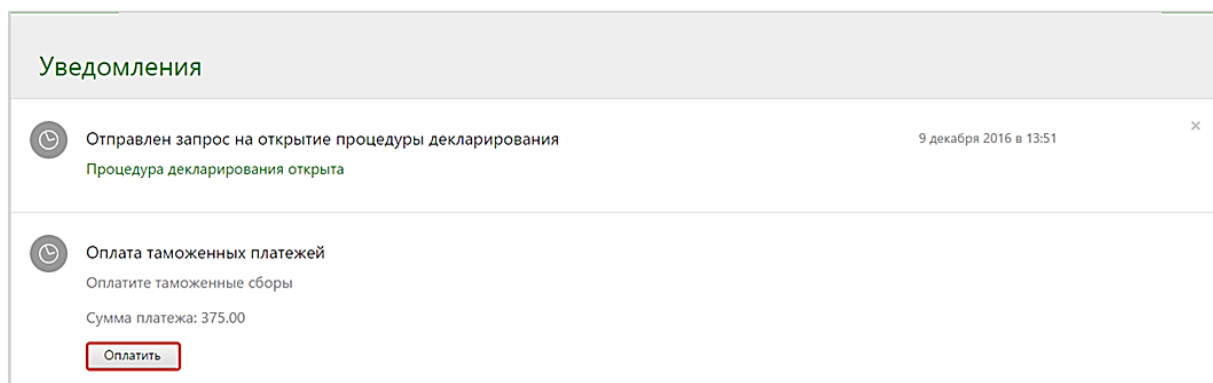 Уведомления
Отправлен запрос на открытие процедуры декларирования
9 декабря 2016 в 13:51
×
Процедура декларирования открыта
Оплата таможенных платежей
Оплатите таможенные сборы
Сумма платежа: 375.00
Оплатить